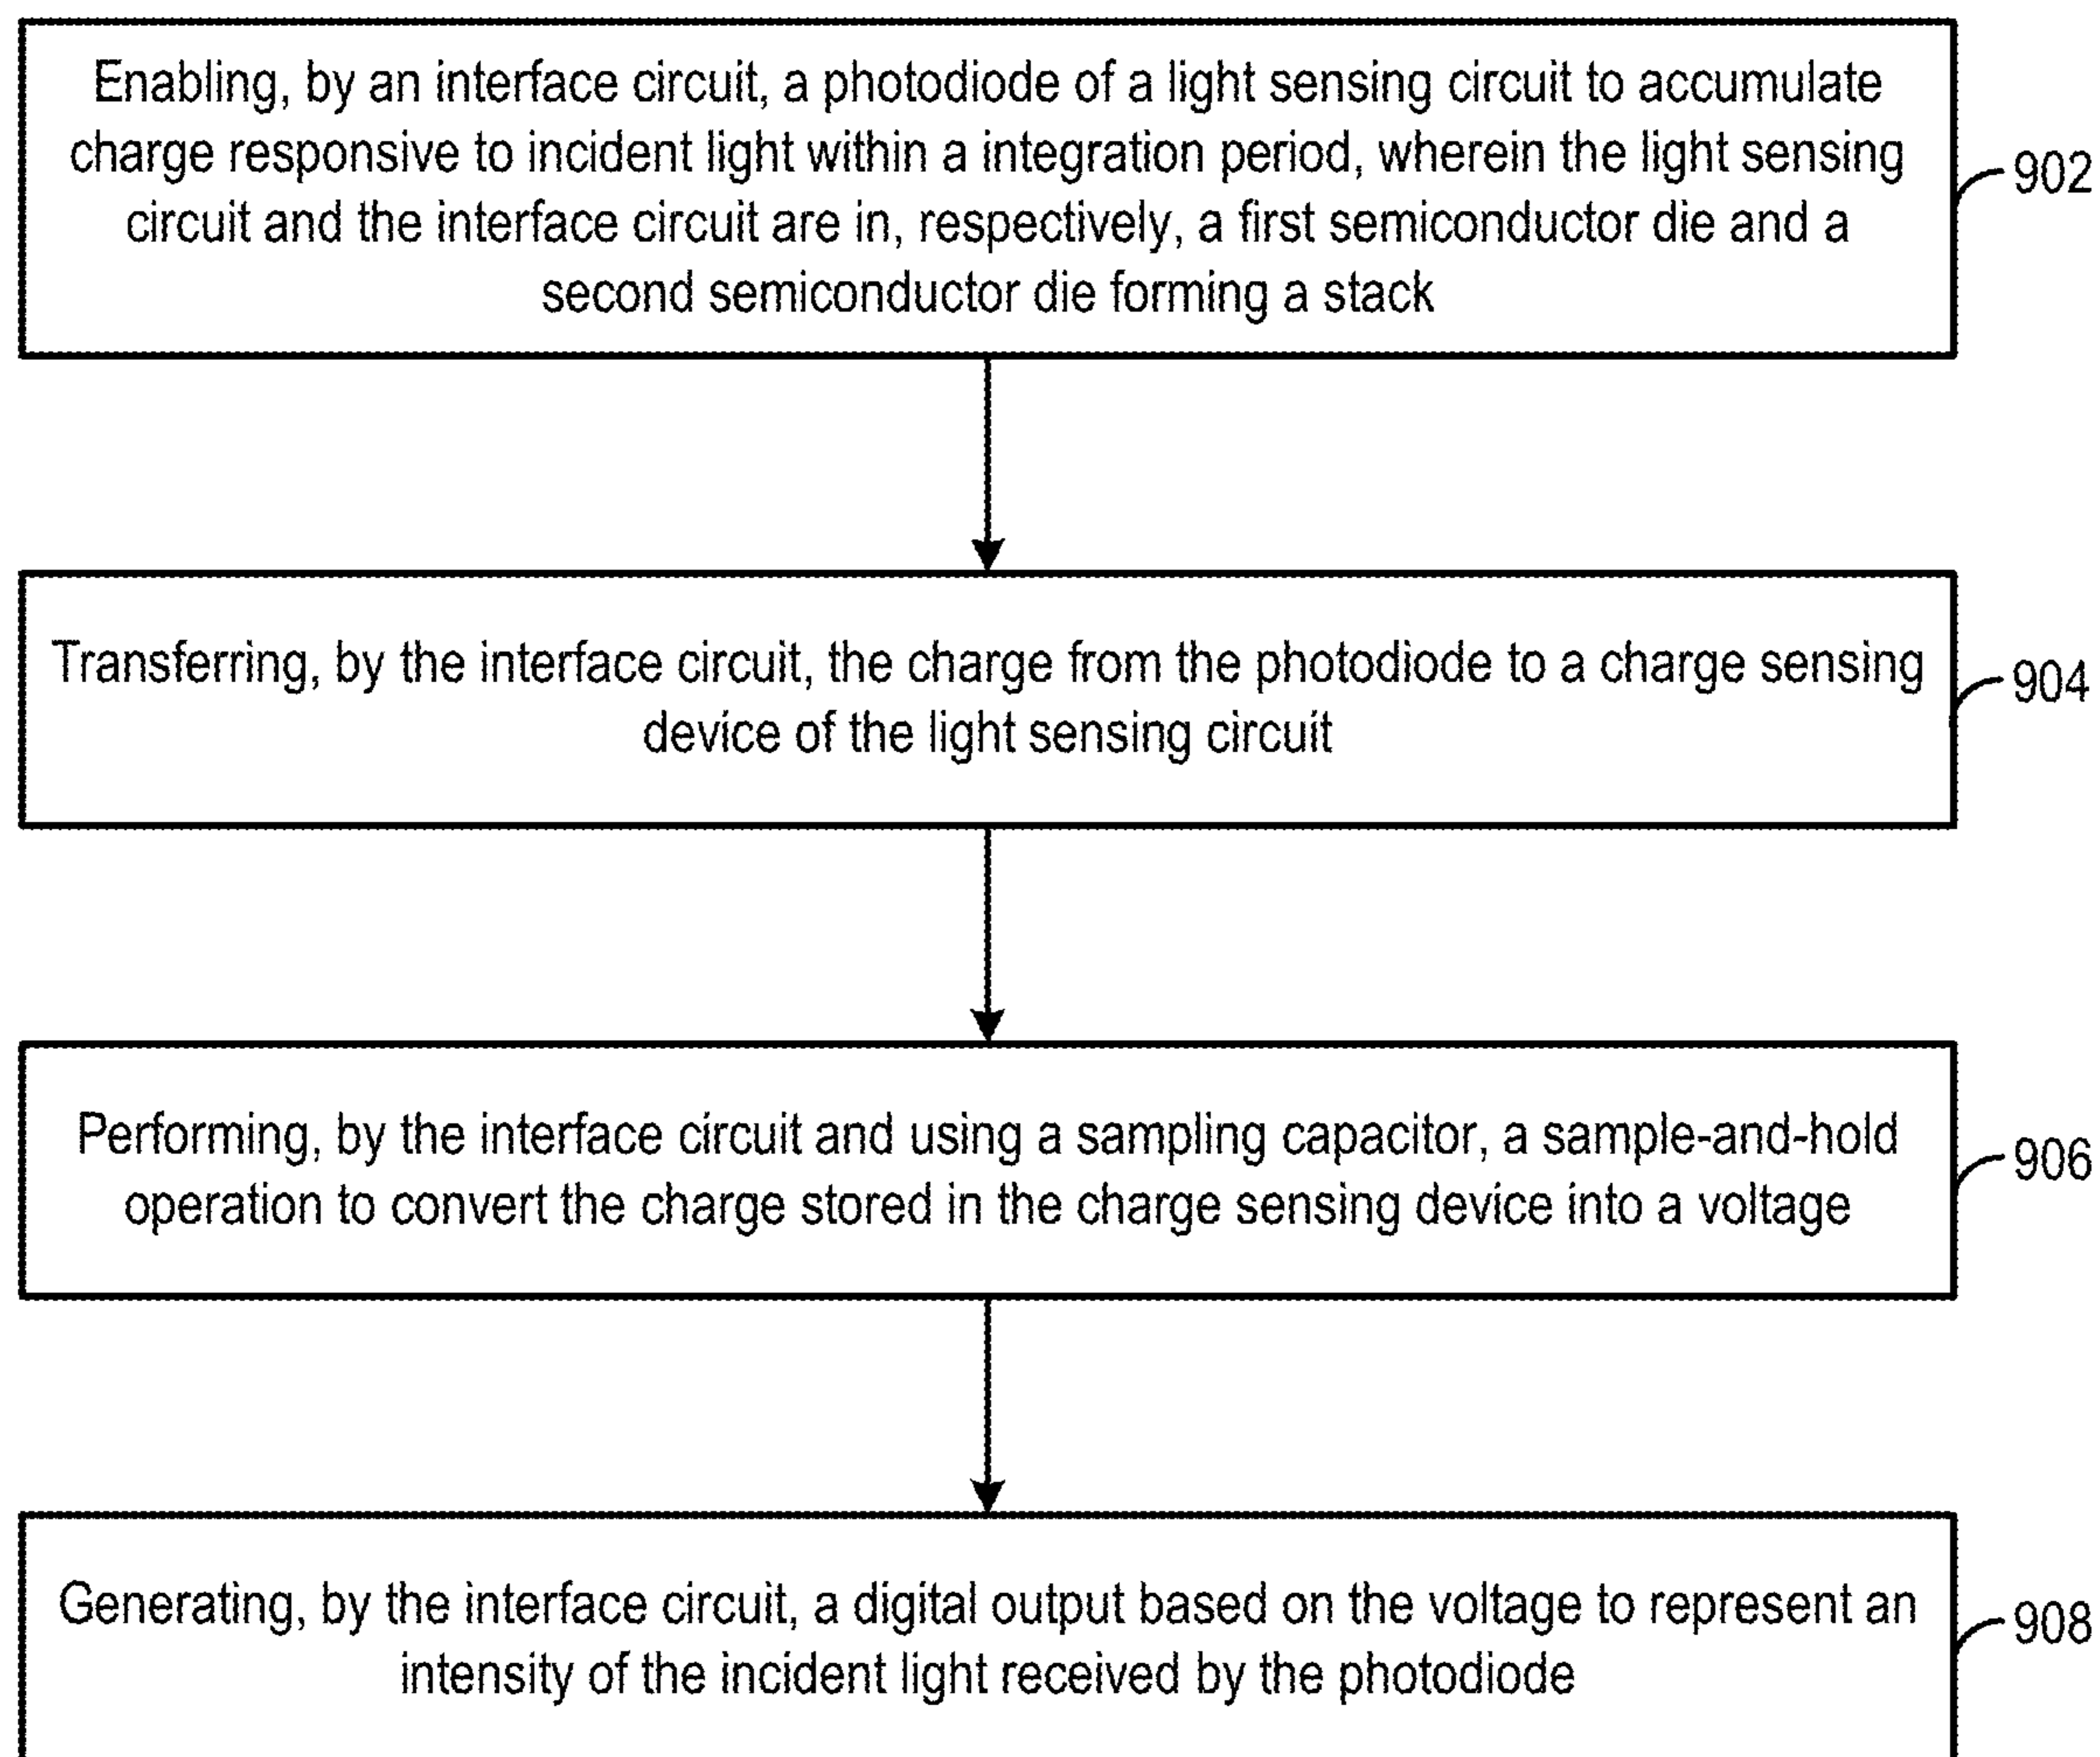 Enabling, by an interface circuit, a photodiode of a light sensing circuit to accumulate
charge responsive to incident light within a integration period, wherein the light sensing
circuit and the interface circuit are in, respectively, a first semiconductor die and a
second semiconductor die forming a stack
902
Transferring, by the interface circuit, the charge from the photodiode to a charge sensing
device of the light sensing circuit
904
Performing, by the interface circuit and using a sampling capacitor, a sample-and-hold
operation to convert the charge stored in the charge sensing device into a voltage
906
Generating, by the interface circuit, a digital output based on the voltage to represent an
intensity of the incident light received by the photodiode
908